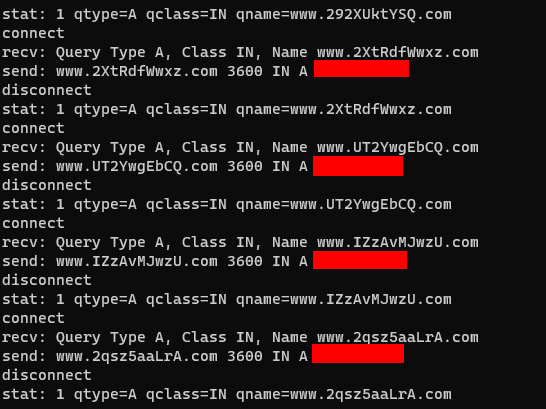 stat: 1 qtype=A qclass=IN qname=www.292XUktYSQ.com
connect
recv: Query Type A, Class IN, Name www.2XtRdfWwxz.com
send: www.2XtRdfWwxz.com 3600 IN A
disconnect
stat: 1 qtype=A qclass=IN qname=www.2XtRdfWwxz.com
connect
recv: Query Type A, Class IN, Name www.UT2YwgEbCQ.com
send: www.UT2YwgEbCQ.com 3600 IN A
disconnect
stat: 1 qtype=A qclass=IN qname=www.UT2YwgEbCQ.com
connect
recv: Query Type A, Class IN, Name www.IZzAvMJwzU.com
send: www.IZzAvMJwzU.com 3600 IN A
disconnect
stat: 1 qtype=A qclass=IN qname=www.IZzAvMJwzU.com
connect
recv: Query Type A, Class IN, Name www.2qsz5aaLrA.com
send: www.2qsz5aaLrA.com 3600 IN A
disconnect
stat: 1 qtype=A qclass=IN qname=www.2qsz5aaLrA.com